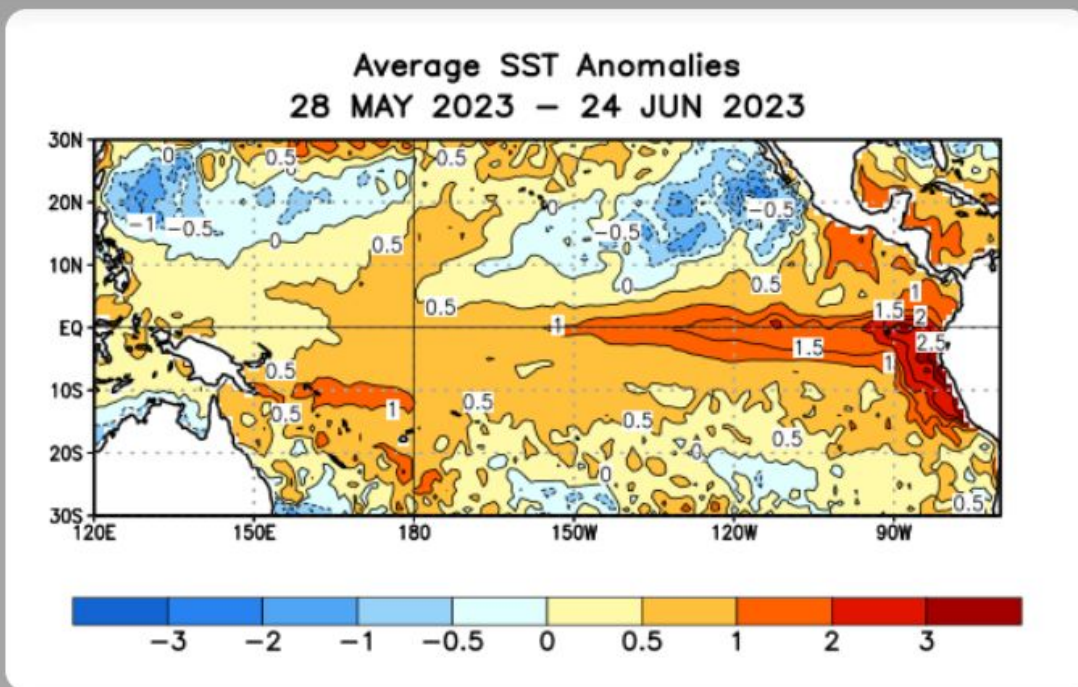 Average SST Anomalies
28 MAY 2023 – 24 JUN 2023
30N 0 0.5 0.5
20N -1 -0.5 0 -0.5
0 0.5 -0.5
10N 0 0.5
0.5 1
EQ 1 1.5 2
1.5 2.5
0.5 1
10S 0.5 1 0.5 0.5
0.5
20S 0
0
30S 0.5
120E 150E 180 150W 120W 90W
-3 -2 -1 -0.5 0 0.5 1 2 3